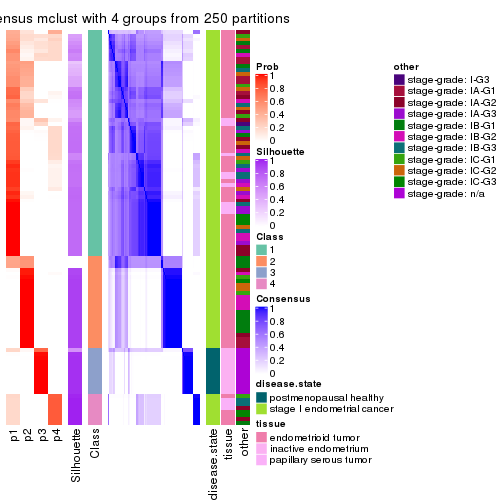 ensus mclust with 4 groups from 250 partitions
Prob
1
0.8
0.6
0.4
0.2
0
Silhouette
1
0.8
0.6
0.4
0.2
0
Class
1
2
3
4
Consensus
1
0.8
0.6
0.4
0.2
0
disease.state
postmenopausal healthy
stage I endometrial cancer
tissue
endometrioid tumor
inactive endometrium
papillary serous tumor
other
stage-grade: I-G3
stage-grade: IA-G1
stage-grade: IA-G2
stage-grade: IA-G3
stage-grade: IB-G1
stage-grade: IB-G2
stage-grade: IB-G3
stage-grade: IC-G1
stage-grade: IC-G2
stage-grade: IC-G3
stage-grade: n/a
p1
p2
p3
p4
Silhouette
Class
disease.state
tissue
other